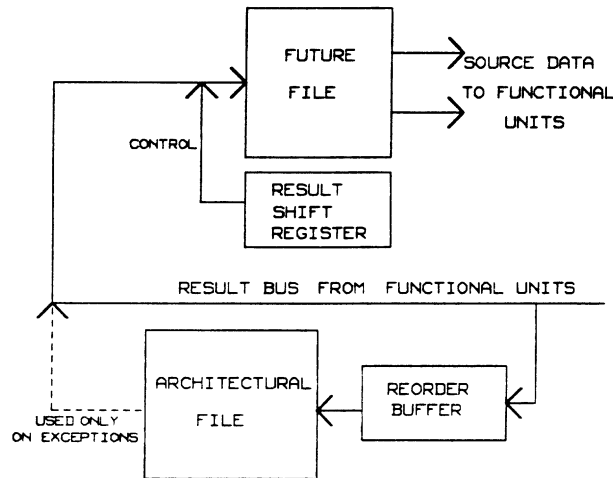 FUTURE
FILE
SOURCE DATA
TO FUNCTIONAL
UNITS
CONTROL
RESULT
SHIFT
REGISTER
RESULT BUS FROM FUNCTIONAL UNITS
ARCHITECTURAL
FILE
REORDER
BUFFER
USED ONLY
ON EXCEPTIONS